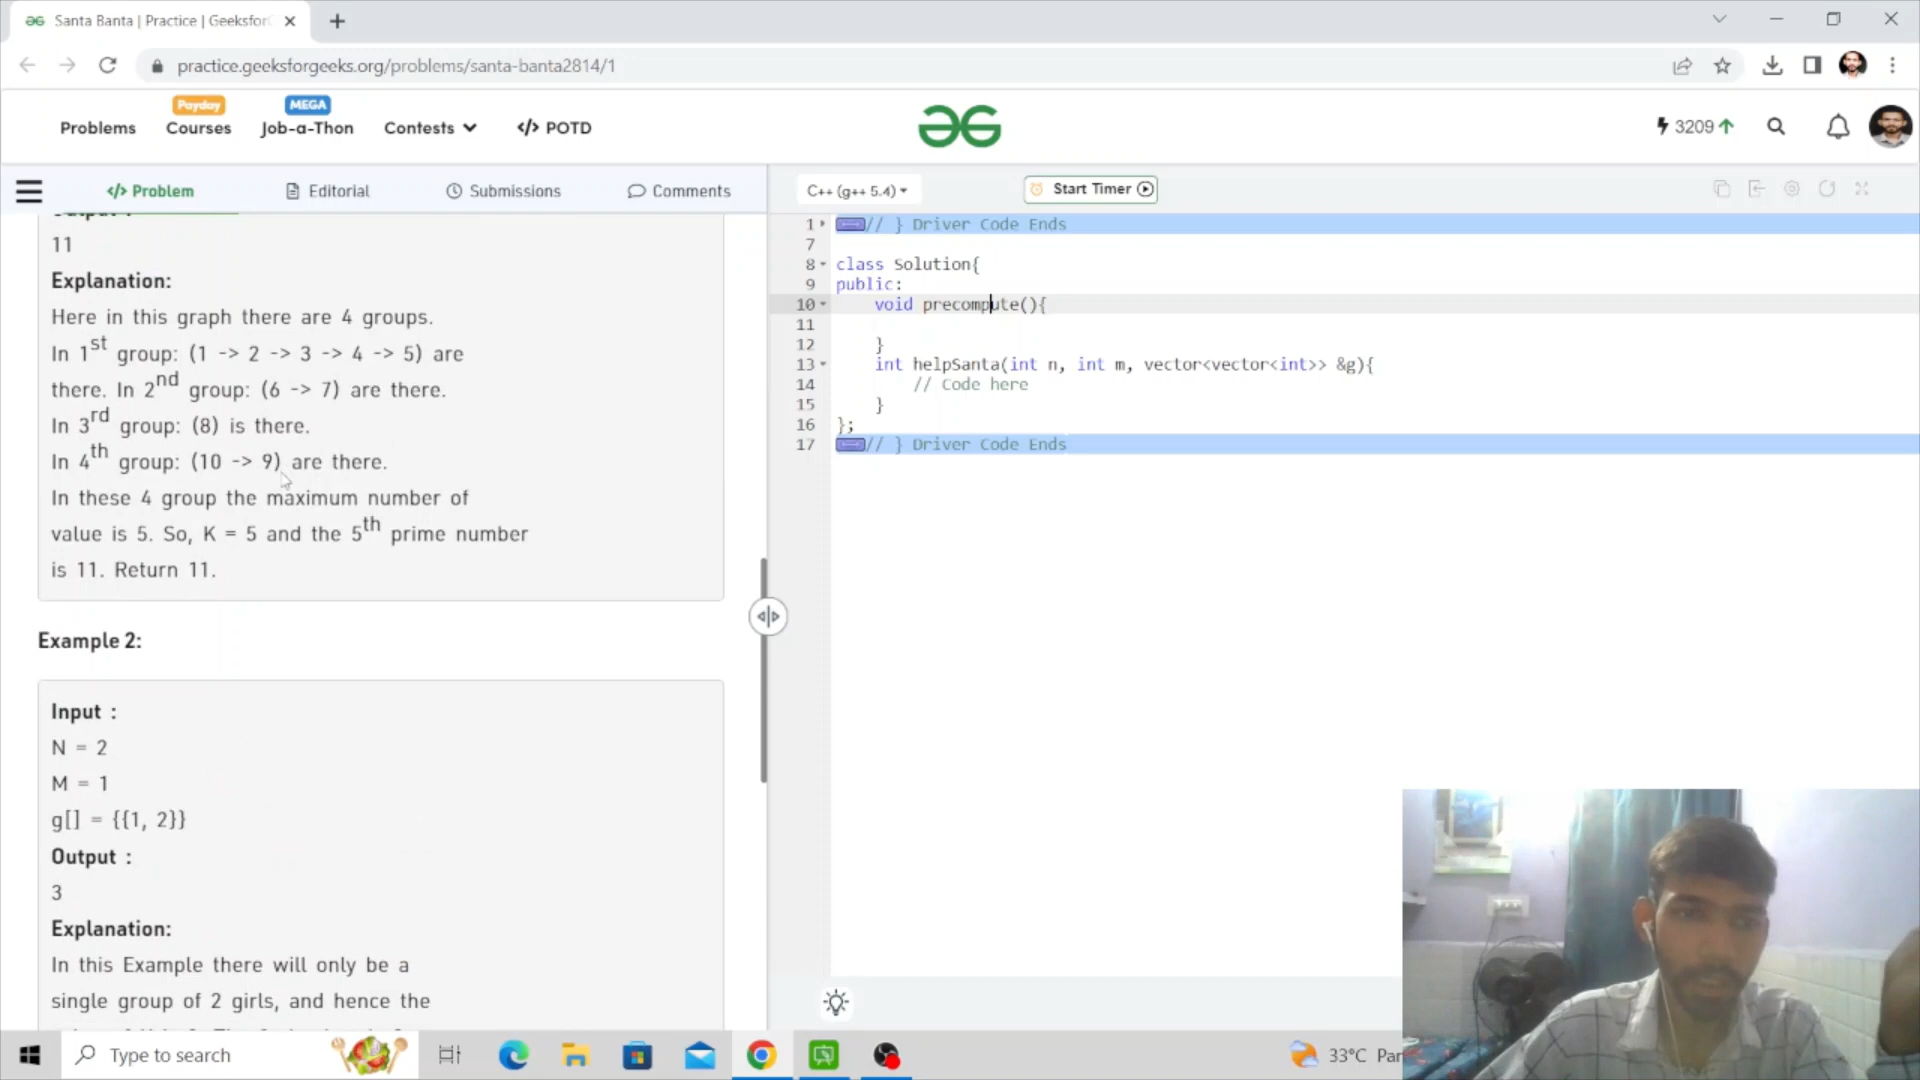 Santa Banta | Practice | Geeksfor
practice.geeksforgeeks.org/problems/santa-banta2814/1
Payday
MEGA
Problems
Courses
Job-a-Thon
Contests
</> POTD
3209
</> Problem
Editorial
Submissions
Comments
C++ (g++ 5.4)
Start Timer
11
Explanation:
Here in this graph there are 4 groups.
In 1st group: (1 -> 2 -> 3 -> 4 -> 5) are
there. In 2nd group: (6 -> 7) are there.
In 3rd group: (8) is there.
In 4th group: (10 -> 9) are there.
In these 4 group the maximum number of
value is 5. So, K = 5 and the 5th prime number
is 11. Return 11.
Example 2:
Input :
N = 2
M = 1
g[] = {{1, 2}}
Output :
3
Explanation:
In this Example there will only be a
single group of 2 girls, and hence the
1 // } Driver Code Ends
7
8 class Solution{
9 public:
10 void precompute(){
11
12 }
13 int helpSanta(int n, int m, vector<vector<int>> &g){
14 // Code here
15 }
16 };
17 // } Driver Code Ends
Type to search
33°C